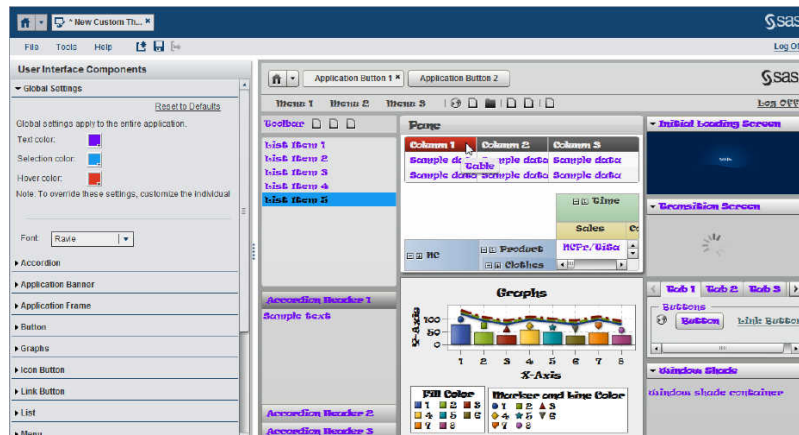 * New Custom Th... ×
sas
File Tools Help
Log Of
User Interface Components
Global Settings
Reset to Defaults
Global settings apply to the entire application.
Text color:
Selection color:
Hover color:
Note: To override these settings, customize the individual
Font: Ravie
Accordion
Application Banner
Application Frame
Button
Graphs
Icon Button
Link Button
List
Menu
Application Button 1 × Application Button 2
sas
Menu 1 Menu 2 Menu 3
Log Off
Toolbar
List Item 1
List Item 2
List Item 3
List Item 4
List Item 5
Accordion Header 1
Sample text
Accordion Header 2
Accordion Header 3
Pane
Column 1 Column 2 Column 3
Sample da Sample data Sample data
Table
Sample data Sample data Sample data
Time
Sales
NC Product
Clothes
Graphs
X-Axis
100
50
0
1 2 3 4 5 6 7 8
X-Axis
Fill Color
1 2 3
4 5 6
7 8
Marker and Line Color
1 2 3
4 5 6
7 8
Initial Loading Screen
Transition Screen
Tab 1 Tab 2 Tab 3
Buttons
Button Link Button
Window Shade
Window shade container